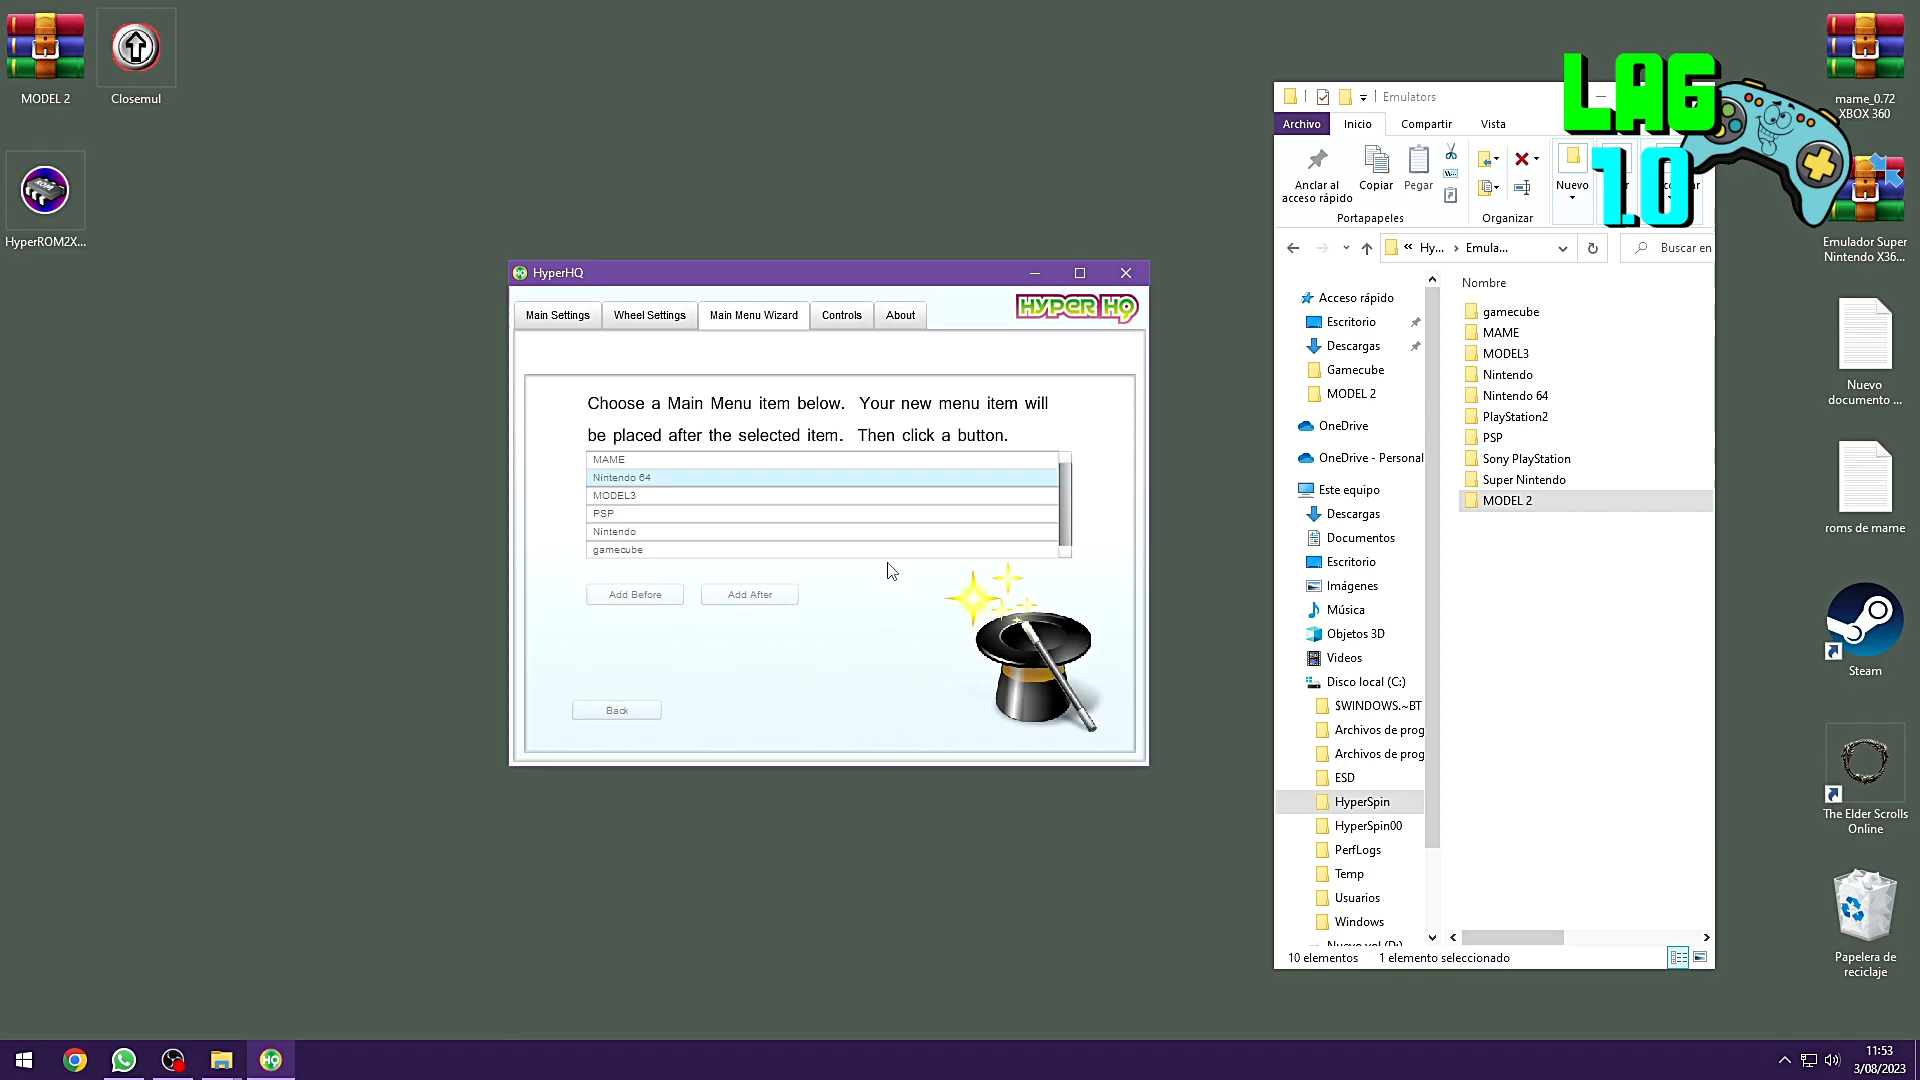 MODEL 2
Closemul
HyperROM2X...
HyperHQ
Main Settings
Wheel Settings
Main Menu Wizard
Controls
About
HYPER HQ
Choose a Main Menu item below. Your new menu item will
be placed after the selected item. Then click a button.
MAME
Nintendo 64
MODEL3
PSP
Nintendo
gamecube
Add Before
Add After
Back
Emulators
Archivo
Inicio
Compartir
Vista
Anclar al
acceso rápido
Copiar
Pegar
Nuevo
Portapapeles
Organizar
« Hy... › Emula...
Buscar en
Acceso rápido
Escritorio
Descargas
Gamecube
MODEL 2
OneDrive
OneDrive - Personal
Este equipo
Descargas
Documentos
Escritorio
Imágenes
Música
Objetos 3D
Videos
Disco local (C:)
$WINDOWS.~BT
Archivos de prog
Archivos de prog
ESD
HyperSpin
HyperSpin00
PerfLogs
Temp
Usuarios
Windows
Nombre
gamecube
MAME
MODEL3
Nintendo
Nintendo 64
PlayStation2
PSP
Sony PlayStation
Super Nintendo
MODEL 2
10 elementos
1 elemento seleccionado
LAG
1.0
mame_0.72
XBOX 360
Emulador Super
Nintendo X36...
Nuevo
documento ...
roms de mame
Steam
The Elder Scrolls
Online
Papelera de
reciclaje
11:53
3/08/2023